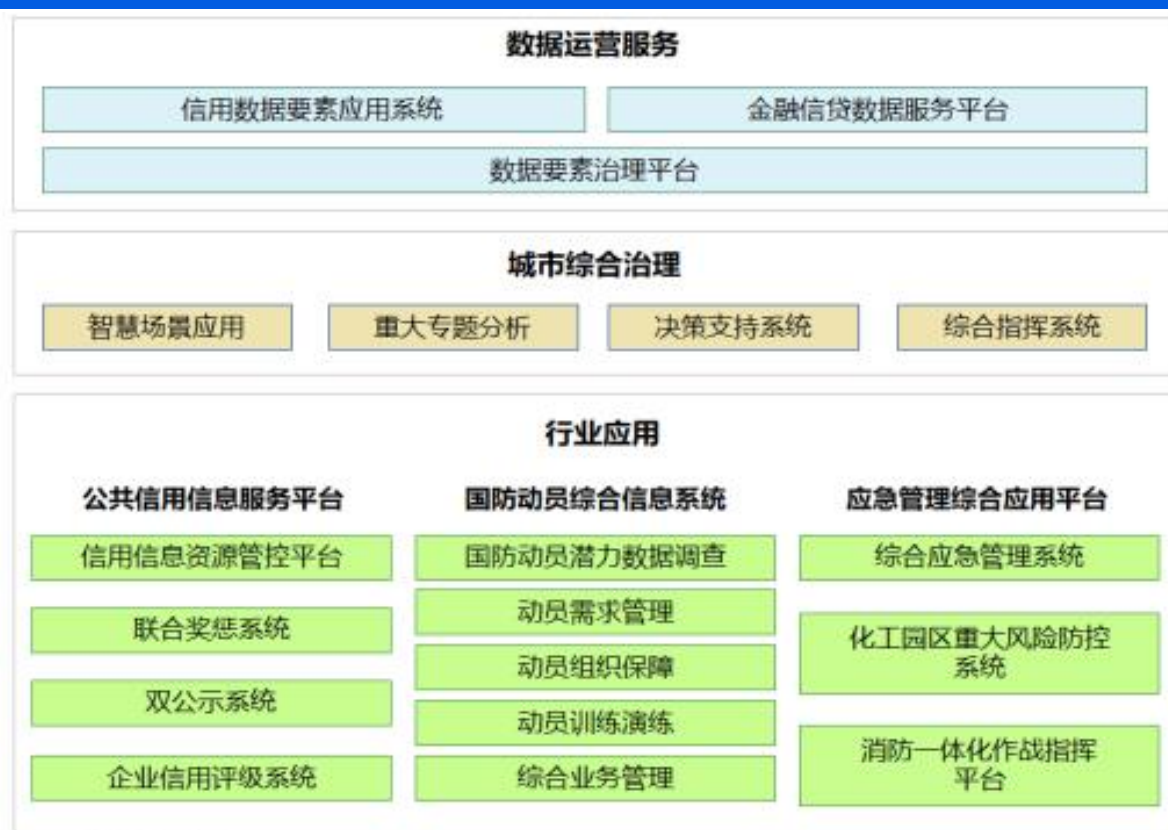 数据运营服务
信用数据要素应用系统
金融信贷数据服务平台
数据要素治理平台
城市综合治理
智慧场景应用
重大专题分析
决策支持系统
综合指挥系统
行业应用
公共信用信息服务平台
国防动员综合信息系统
应急管理综合应用平台
信用信息资源管控平台
联合奖惩系统
双公示系统
企业信用评级系统
国防动员潜力数据调查
动员需求管理
动员组织保障
动员训练演练
综合业务管理
综合应急管理系统
化工园区重大风险防控
系统
消防一体化作战指挥
平台